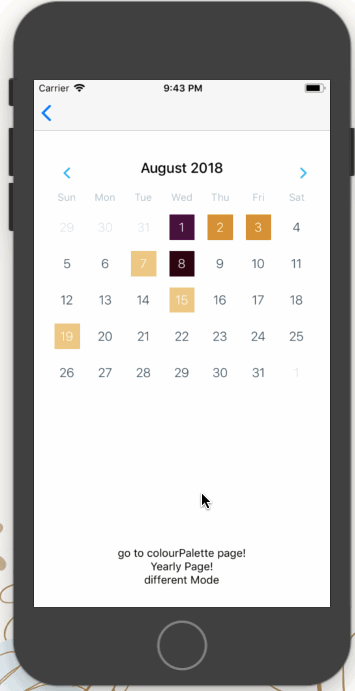 Carrier 9:43 PM
August 2018
Sun Mon Tue Wed Thu Fri Sat
29 30 31 1 2 3 4
5 6 7 8 9 10 11
12 13 14 15 16 17 18
19 20 21 22 23 24 25
26 27 28 29 30 31 1
go to colourPalette page!
Yearly Page!
different Mode